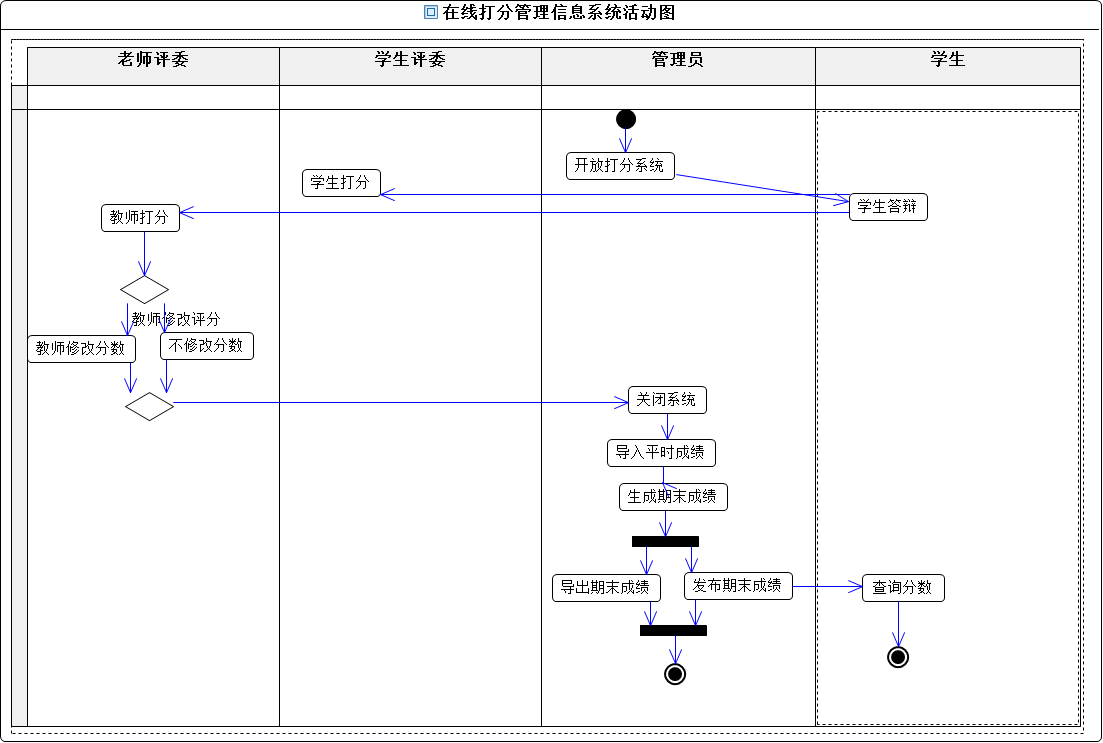 在线打分管理信息系统活动图
老师评委
学生评委
管理员
学生
开放打分系统
学生打分
学生答辩
教师打分
教师修改评分
教师修改分数
不修改分数
关闭系统
导入平时成绩
生成期末成绩
导出期末成绩
发布期末成绩
查询分数